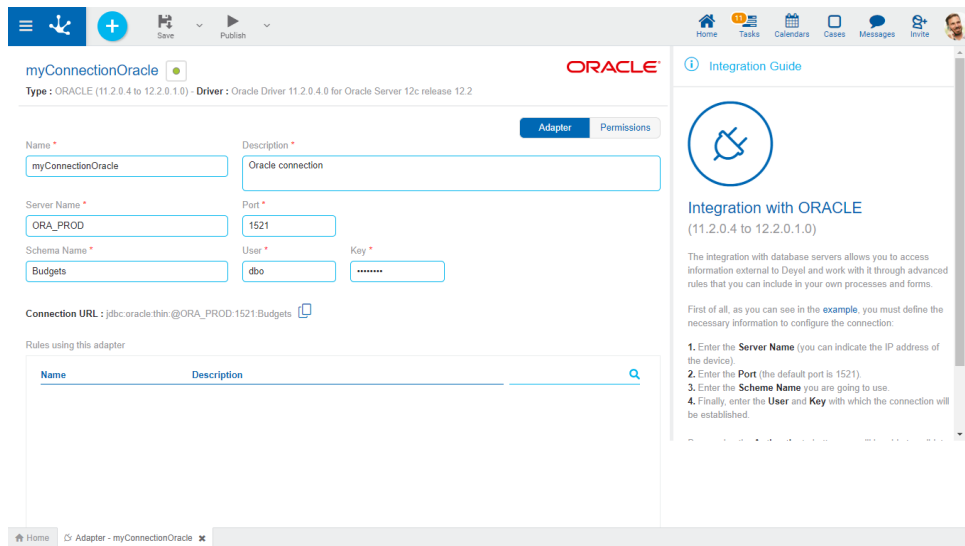 Save
Publish
Home
11
Tasks
Calendars
Cases
Messages
Invite
myConnectionOracle
ORACLE
Type : ORACLE (11.2.0.4 to 12.2.0.1.0) - Driver : Oracle Driver 11.2.0.4.0 for Oracle Server 12c release 12.2
Adapter
Permissions
Name *
Description *
myConnectionOracle
Oracle connection
Server Name *
Port *
ORA_PROD
1521
Schema Name *
User *
Key *
Budgets
dbo
••••••••
Connection URL : jdbc:oracle:thin:@ORA_PROD:1521:Budgets
Rules using this adapter
Name
Description
Integration Guide
Integration with ORACLE
(11.2.0.4 to 12.2.0.1.0)
The integration with database servers allows you to access
information external to Deyel and work with it through advanced
rules that you can include in your own processes and forms.
First of all, as you can see in the example, you must define the
necessary information to configure the connection:
1. Enter the Server Name (you can indicate the IP address of
the device).
2. Enter the Port (the default port is 1521).
3. Enter the Scheme Name you are going to use.
4. Finally, enter the User and Key with which the connection will
be established.
Home
Adapter - myConnectionOracle